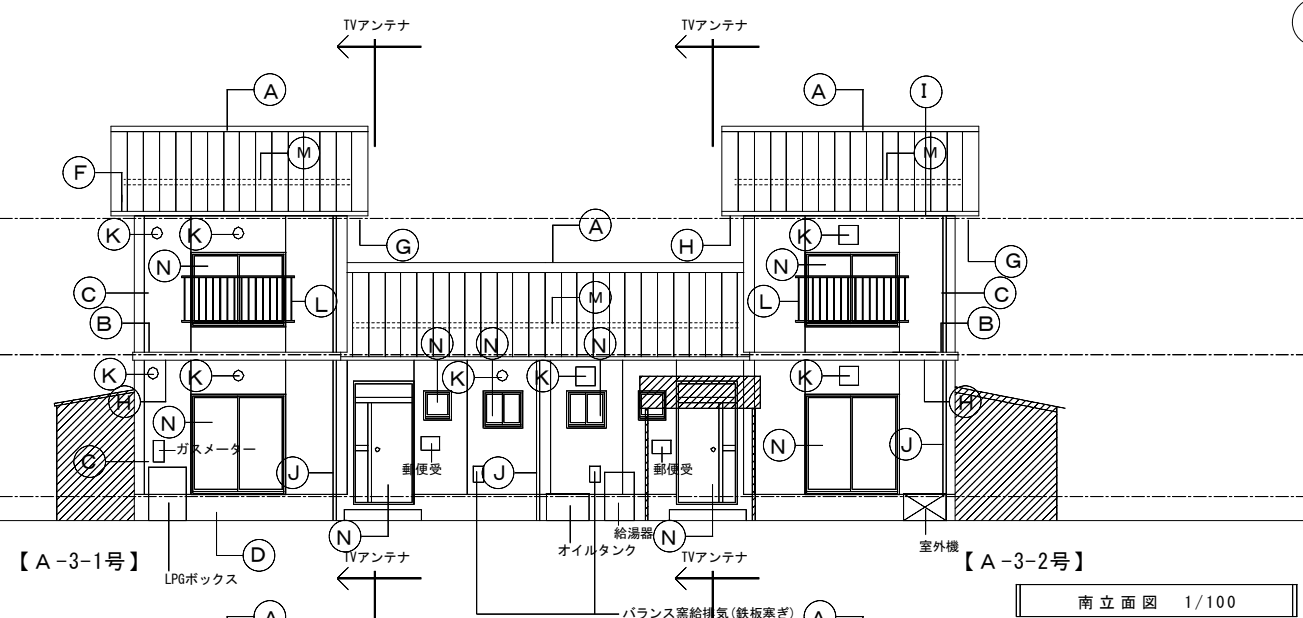 TVアンテナ
TVアンテナ
A
A
I
M
M
F
K
K
G
A
H
K
G
N
N
C
L
M
L
C
B
N
N
N
B
K
K
K
K
K
H
H
N
ガスメーター
N
J
C
J
郵便受
J
郵便受
N
N
給湯器
オイルタンク
室外機
【A-3-1号】
D
LPGボックス
TVアンテナ
TVアンテナ
【A-3-2号】
南立面図 1/100
A
バランス窯給排気(鉄板塞ぎ)
A